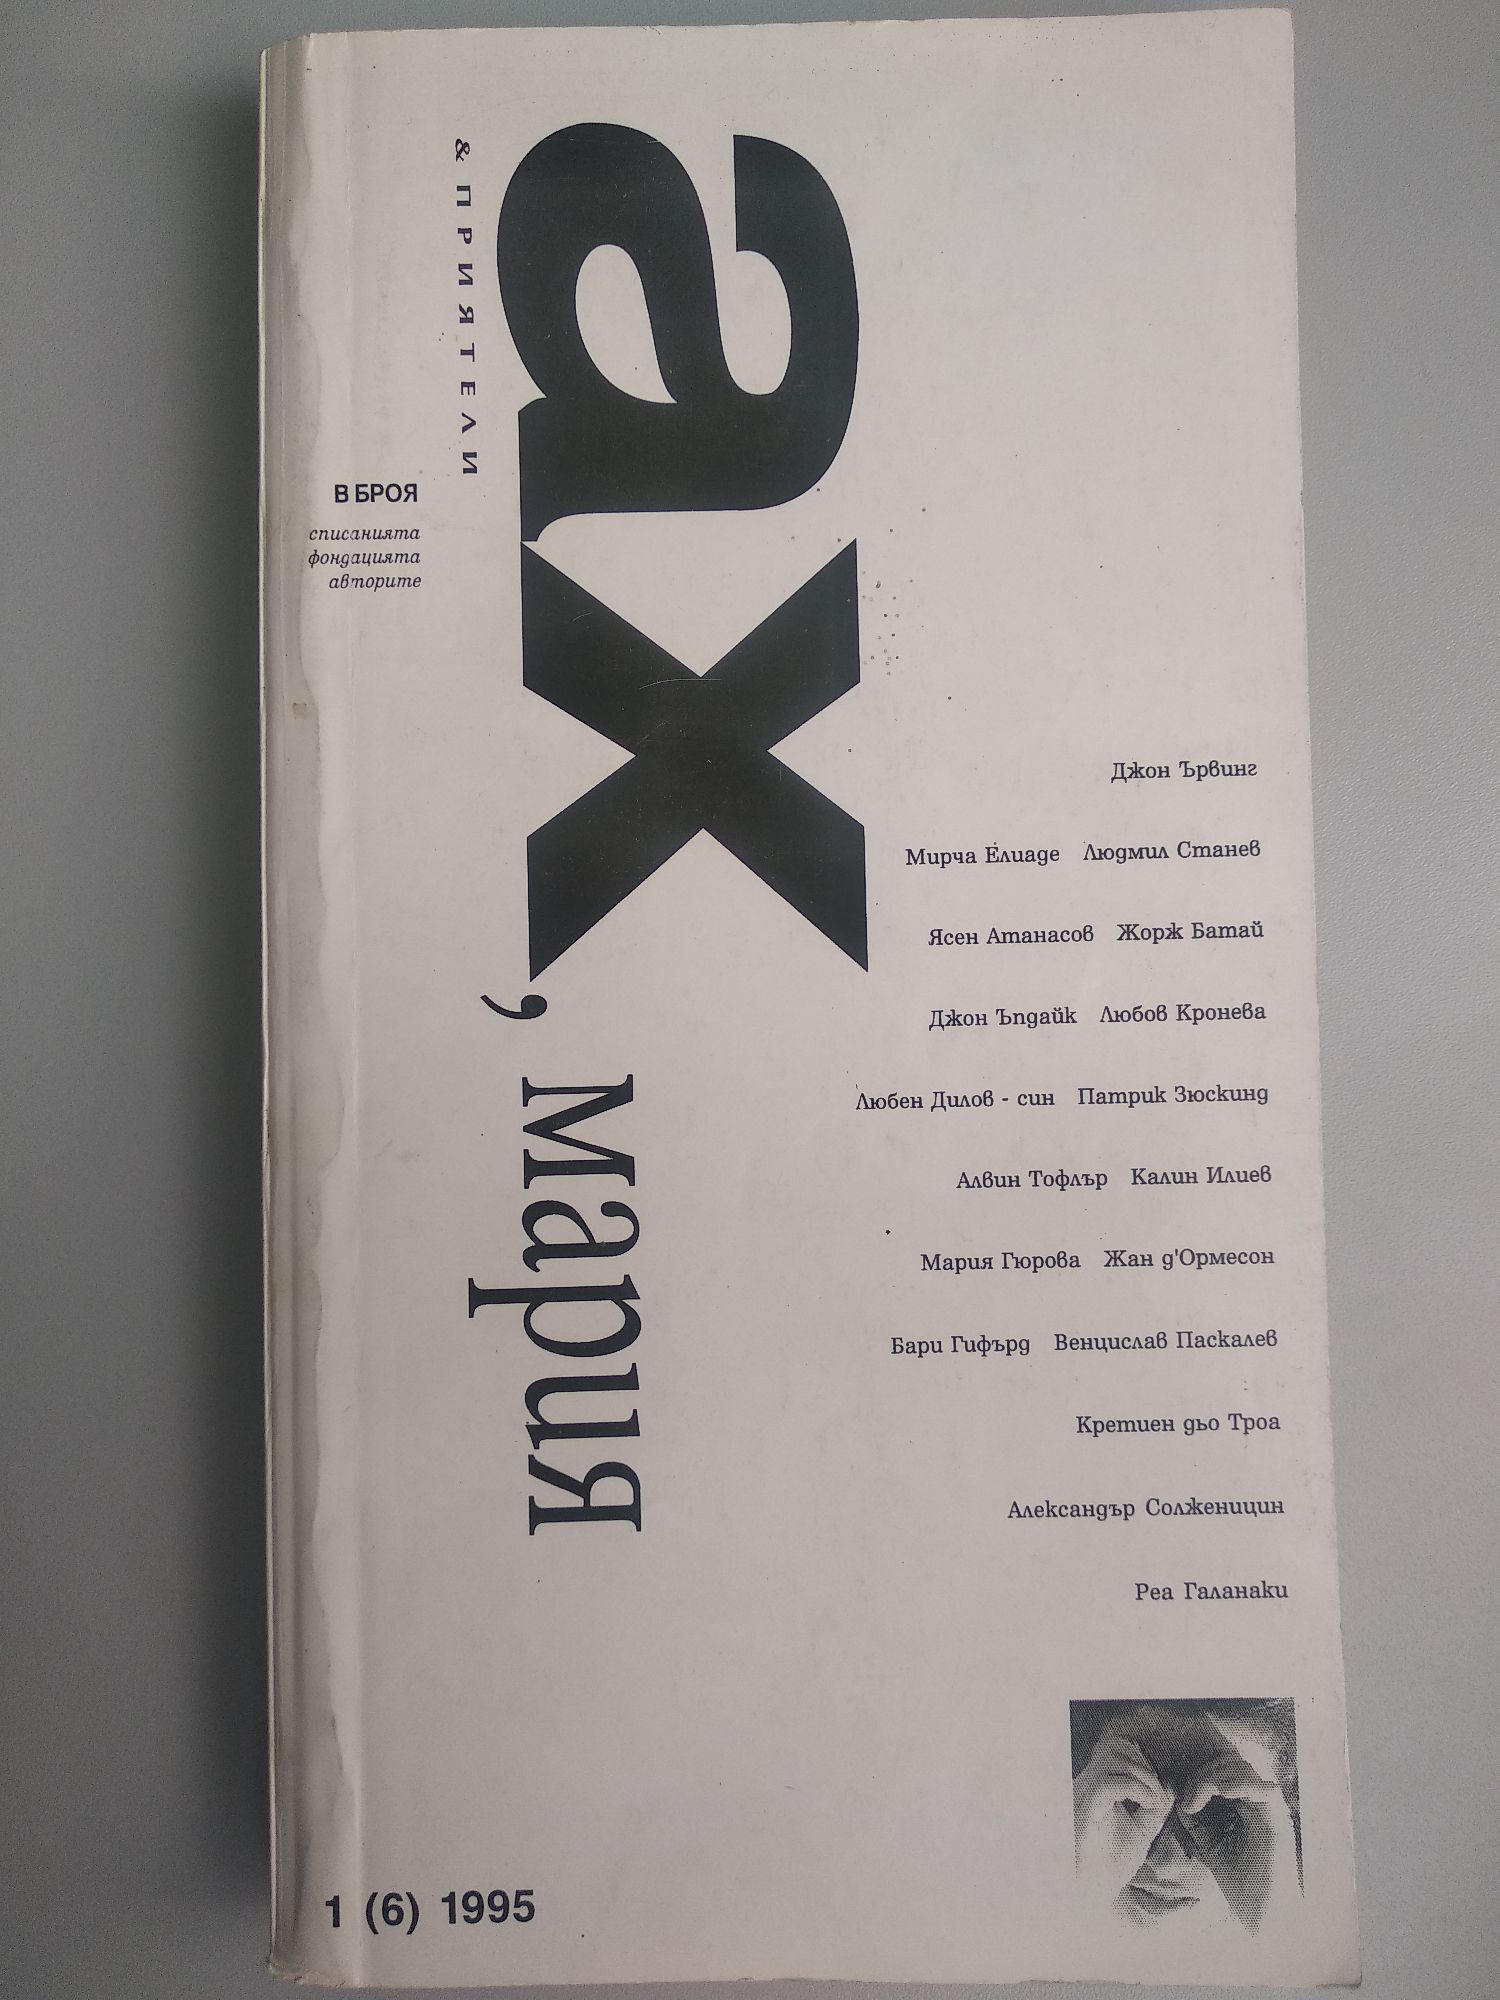 & ПРИЯТЕЛИ
ах, Мария
В БРОЯ
списанията
фондацията
авторите
Джон Ървинг
Мирча Елиаде Людмил Станев
Ясен Атанасов Жорж Батай
Джон Ъпдайк Любов Кронева
Любен Дилов - син Патрик Зюскинд
Алвин Тофлър Калин Илиев
Мария Гюрова Жан д'Ормесон
Бари Гифърд Венцислав Паскалев
Кретиен дьо Троа
Александър Солженицин
Реа Галанаки
1 (6) 1995